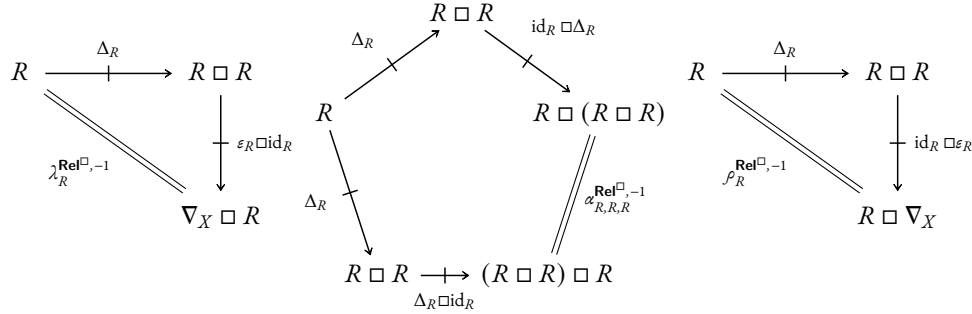 R
Δ_R
R □ R
ε_R □ id_R
λ_R^{Rel^□,−1}
∇_X □ R
R □ R
Δ_R
id_R □ Δ_R
R
R □ (R □ R)
Δ_R
α_{R,R,R}^{Rel^□,−1}
R □ R
Δ_R □ id_R
(R □ R) □ R
R
Δ_R
R □ R
id_R □ ε_R
ρ_R^{Rel^□,−1}
R □ ∇_X